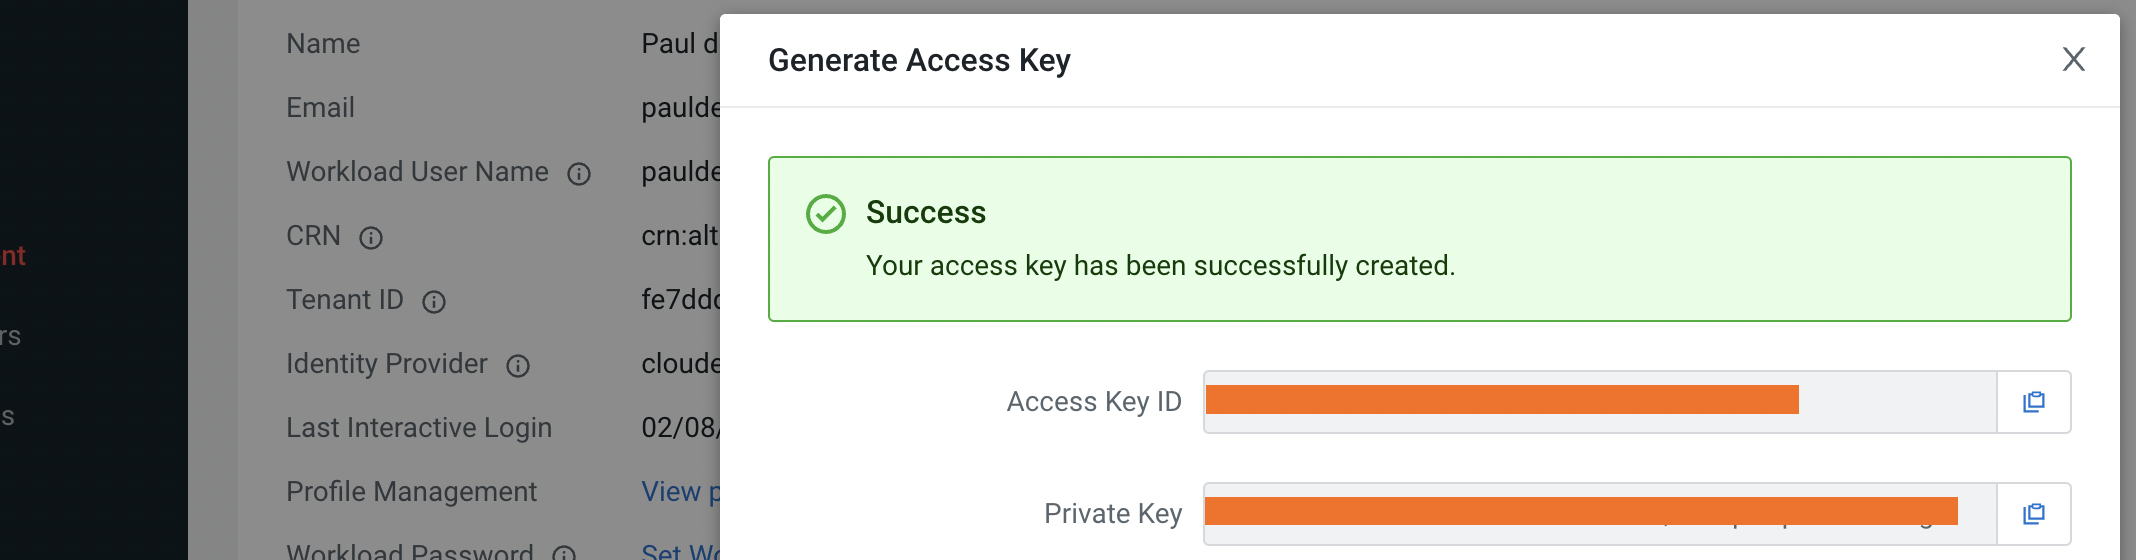 Name Paul d
Email paulde
Workload User Name paulde
CRN crn:alt
Tenant ID fe7ddd
Identity Provider cloude
Last Interactive Login 02/08/
Profile Management View p
Workload Password Set Wo
nt
rs
s
Generate Access Key
Success
Your access key has been successfully created.
Access Key ID
Private Key